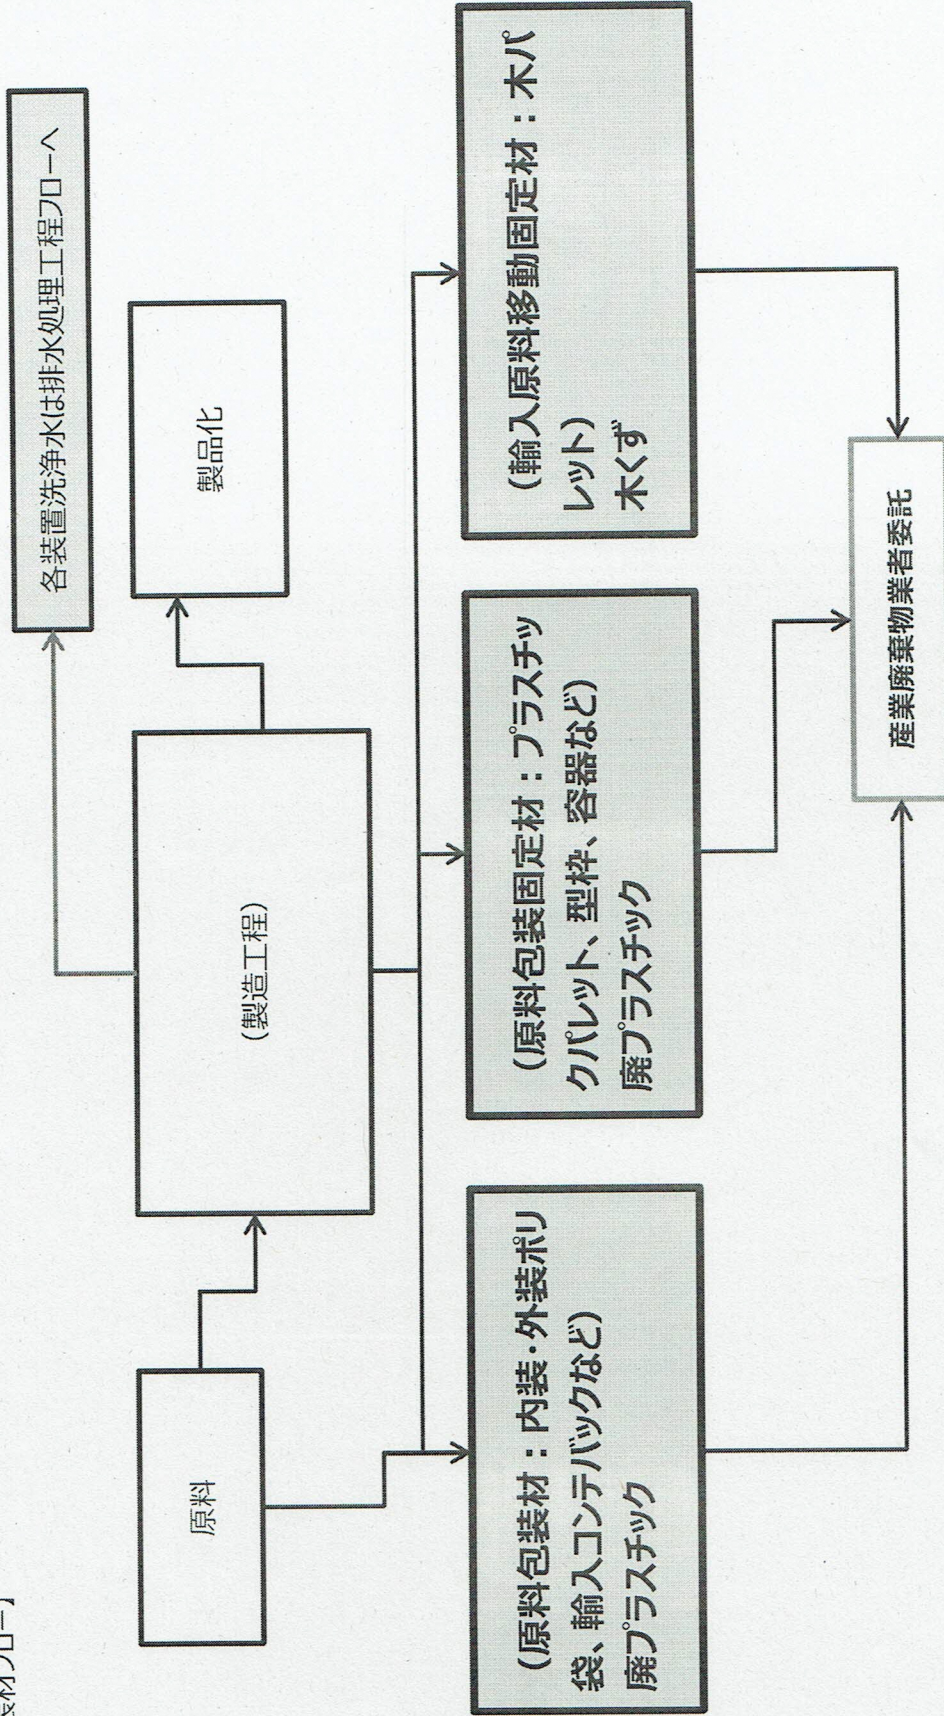 装材フロー】
各装置洗浄水は排水処理工程フローへ
原料
(製造工程)
製品化
(原料包装材：内装・外装ポリ
袋、輸入コンテバックなど)
廃プラスチック
(原料包装固定材：プラスチッ
クパレット、型枠、容器など)
廃プラスチック
(輸入原料移動固定材：木パ
レット)
木くず
産業廃棄物業者委託